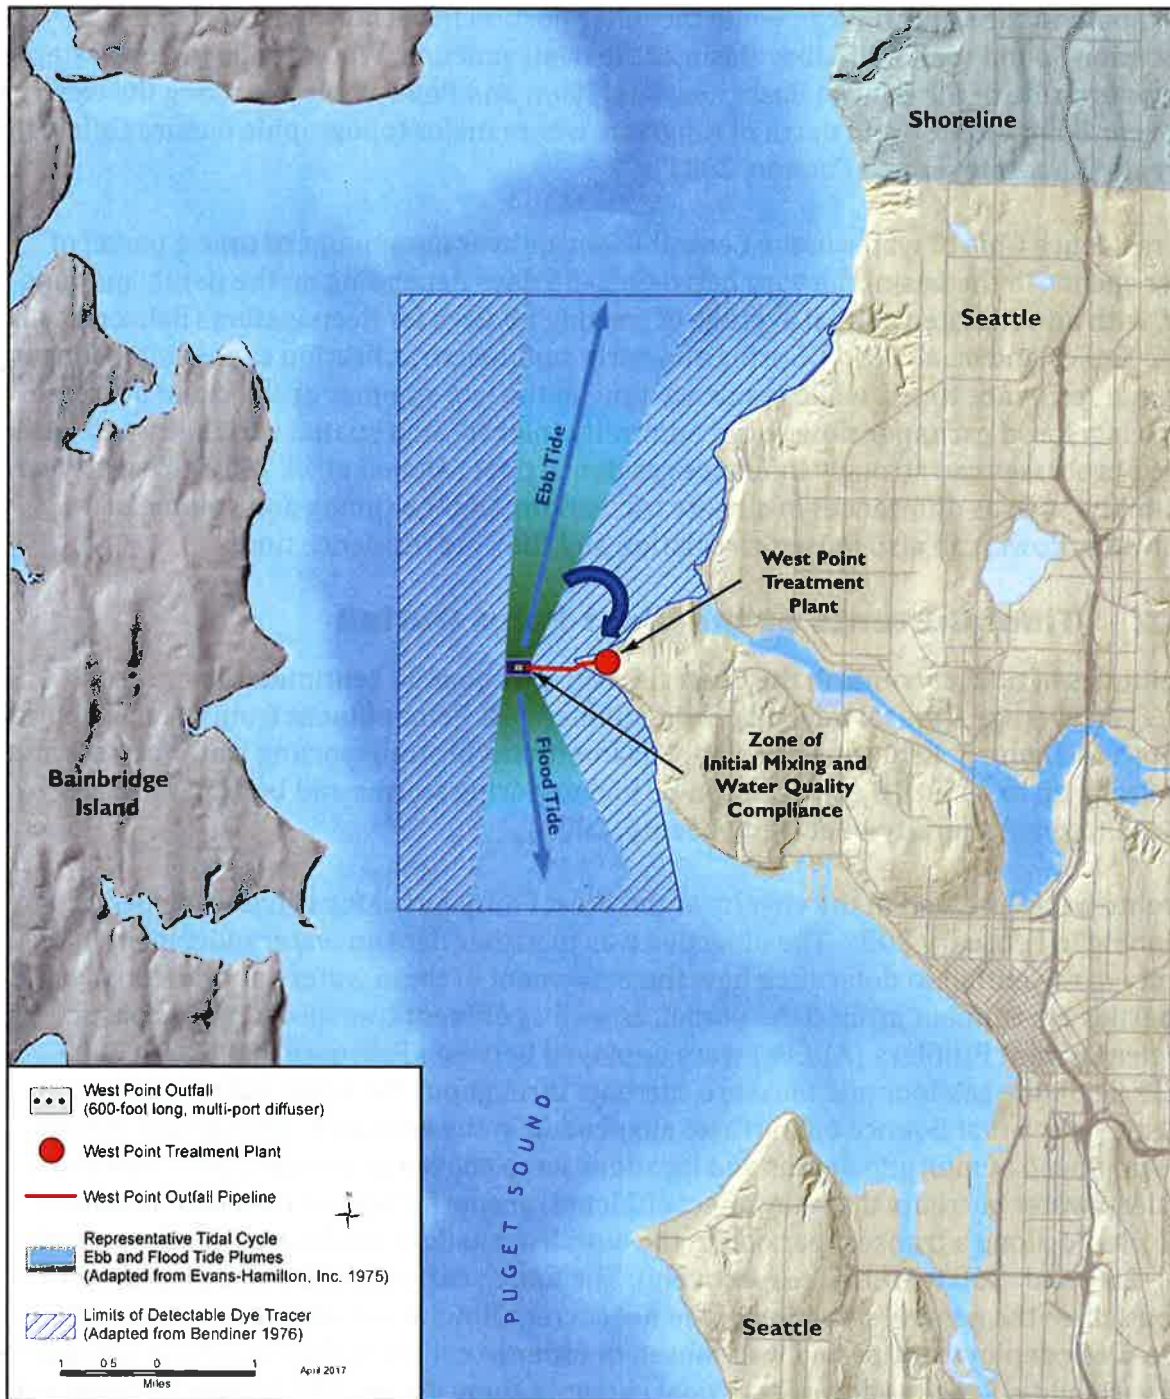 Shoreline
Seattle
Ebb Tide
West Point
Treatment
Plant
Flood Tide
Zone of
Initial Mixing and
Water Quality
Compliance
Bainbridge
Island
PUGET SOUND
Seattle
West Point Outfall
(600-foot long, multi-port diffuser)
West Point Treatment Plant
West Point Outfall Pipeline
N
Representative Tidal Cycle
Ebb and Flood Tide Plumes
(Adapted from Evans-Hamilton, Inc. 1975)
Limits of Detectable Dye Tracer
(Adapted from Bendiner 1976)
1 0.5 0 1
Miles
April 2017